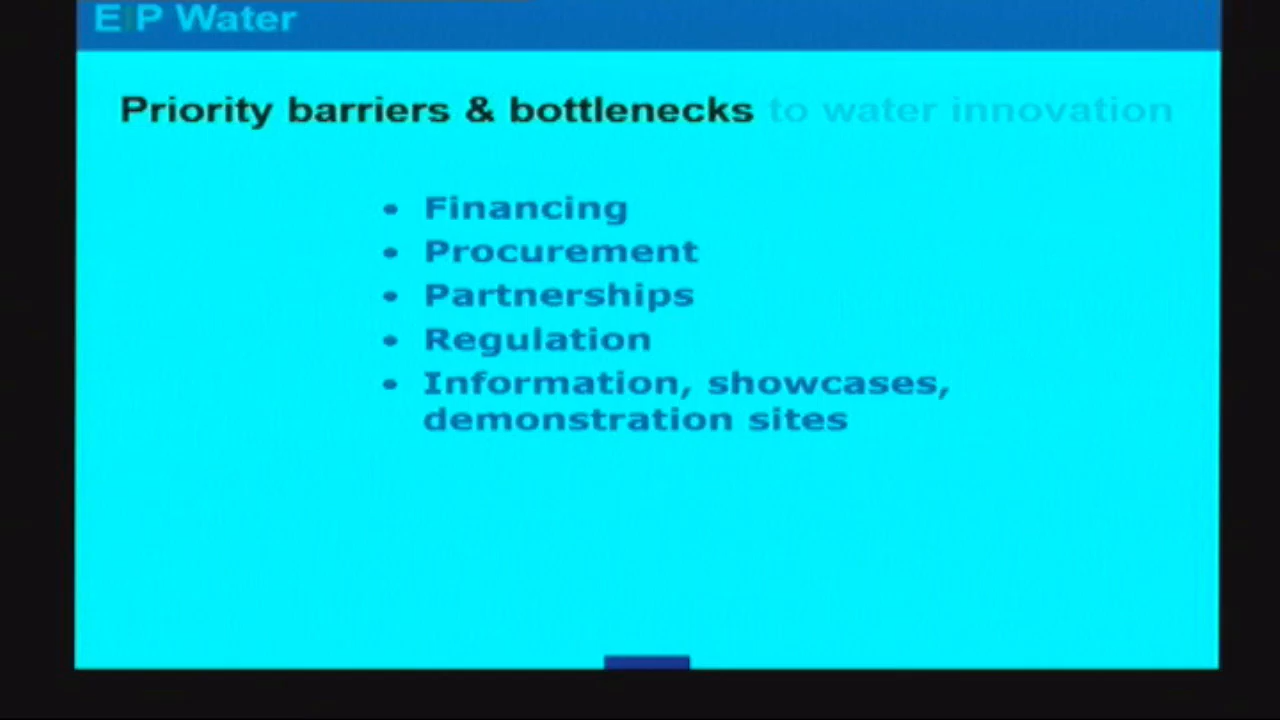 EIP Water
Priority barriers & bottlenecks to water innovation
• Financing
• Procurement
• Partnerships
• Regulation
• Information, showcases,
demonstration sites